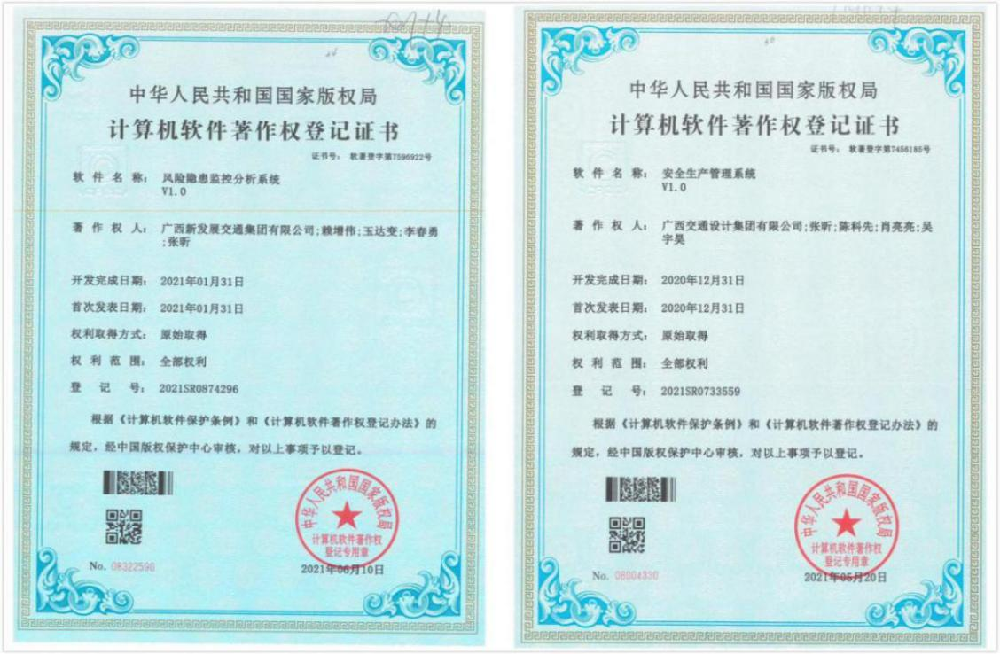 中华人民共和国国家版权局
计算机软件著作权登记证书
证书号： 软著登字第7596922号
软件名称： 风险隐患监控分析系统
V1.0
著作权人： 广西新发展交通集团有限公司;赖增伟;玉达变;李春勇
;张昕
开发完成日期： 2021年01月31日
首次发表日期： 2021年01月31日
权利取得方式： 原始取得
权利范围： 全部权利
登记号： 2021SR0874296
根据《计算机软件保护条例》和《计算机软件著作权登记办法》的
规定，经中国版权保护中心审核，对以上事项予以登记。
中华人民共和国国家版权局
计算机软件著作权
登记专用章
No. 08322590
2021年06月10日
中华人民共和国国家版权局
计算机软件著作权登记证书
证书号： 软著登字第7456185号
软件名称： 安全生产管理系统
V1.0
著作权人： 广西交通设计集团有限公司;张昕;陈科先;肖亮亮;吴
宇昊
开发完成日期： 2020年12月31日
首次发表日期： 2020年12月31日
权利取得方式： 原始取得
权利范围： 全部权利
登记号： 2021SR0733559
根据《计算机软件保护条例》和《计算机软件著作权登记办法》的
规定，经中国版权保护中心审核，对以上事项予以登记。
中华人民共和国国家版权局
计算机软件著作权
登记专用章
No. 08004330
2021年05月20日